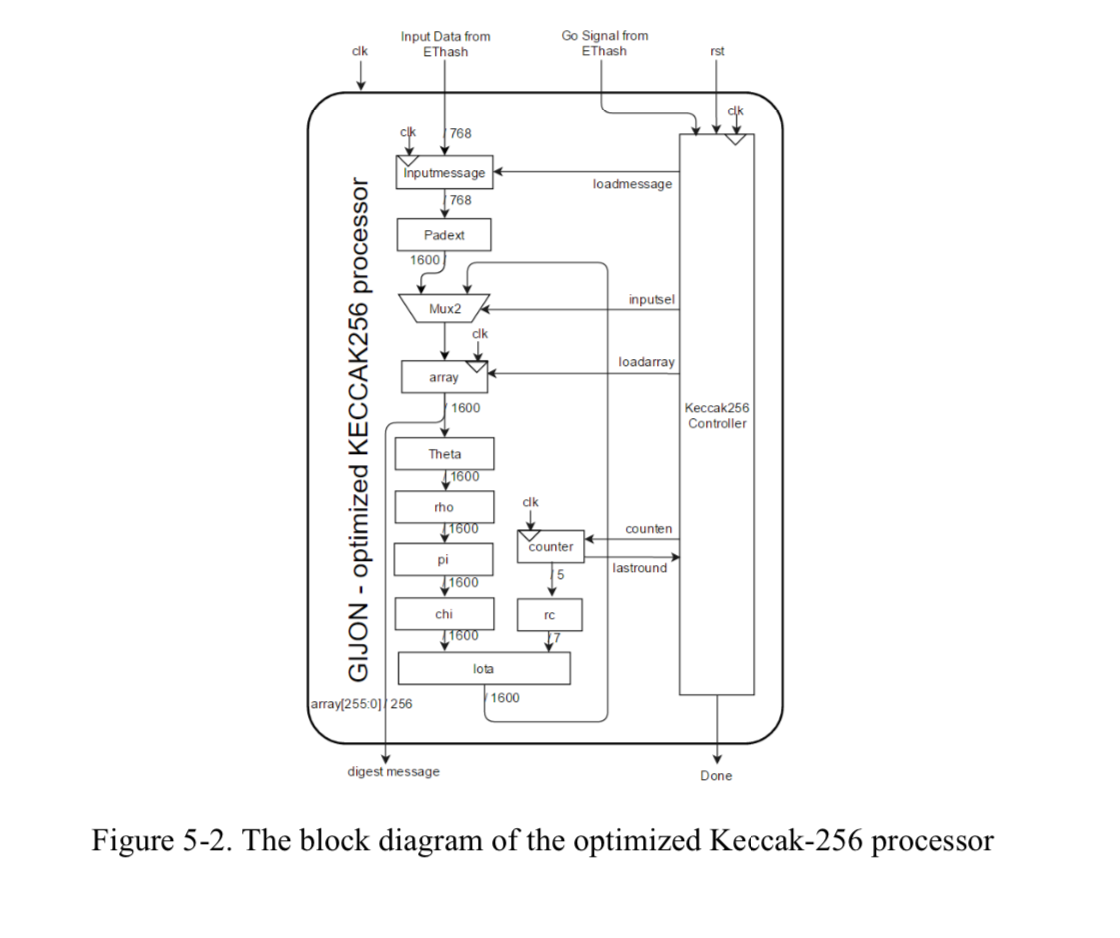 Input Data from
EThash
Go Signal from
EThash
clk
rst
clk
clk
768
Inputmessage
loadmessage
768
Padext
1600
inputsel
Mux2
clk
loadarray
array
1600
Keccak256
Controller
Theta
1600
rho
clk
1600
counten
counter
pi
lastround
5
1600
chi
rc
1600
7
Iota
1600
array[255:0]
256
GIJON - optimized KECCAK256 processor
digest message
Done
Figure 5-2. The block diagram of the optimized Keccak-256 processor